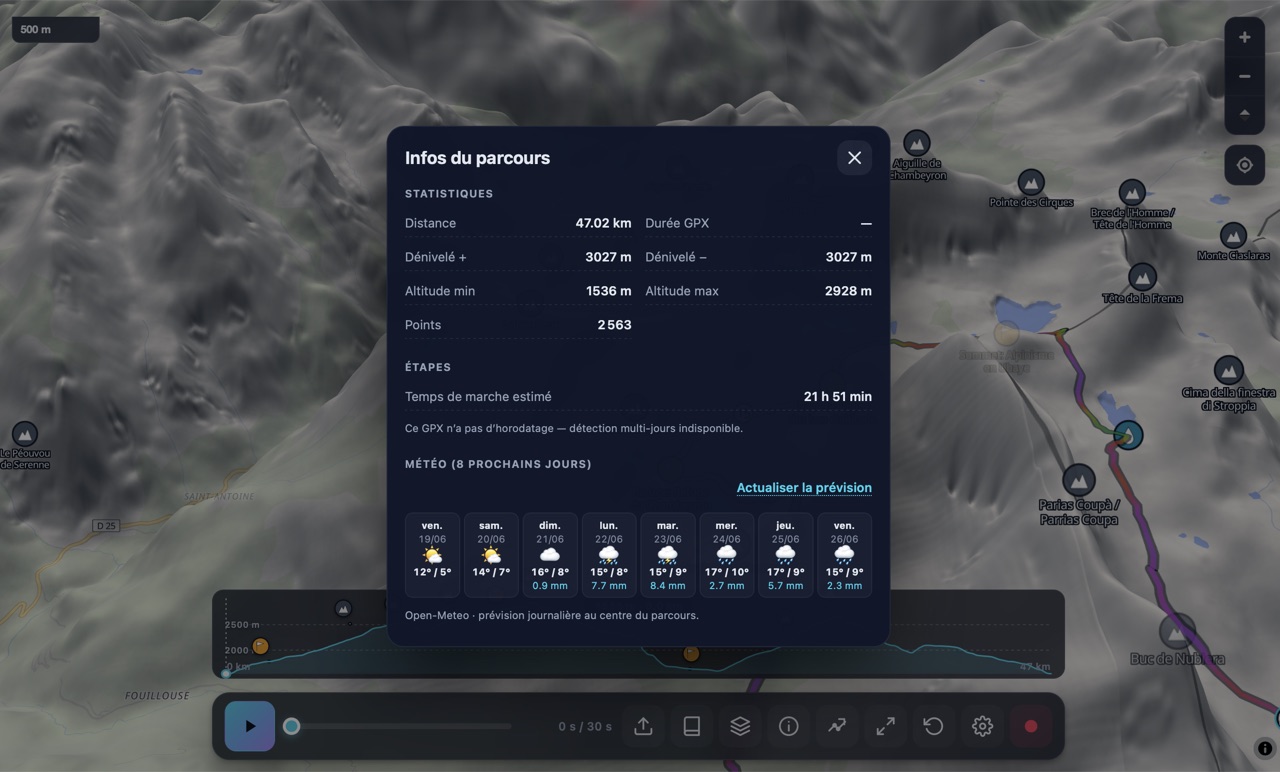 500 m
Infos du parcours
STATISTIQUES
Distance 47.02 km Durée GPX —
Dénivelé + 3027 m Dénivelé – 3027 m
Altitude min 1536 m Altitude max 2928 m
Points 2 563
ÉTAPES
Temps de marche estimé 21 h 51 min
Ce GPX n’a pas d’horodatage — détection multi-jours indisponible.
MÉTÉO (8 PROCHAINS JOURS)
Actualiser la prévision
ven. sam. dim. lun. mar. mer. jeu. ven.
19/06 20/06 21/06 22/06 23/06 24/06 25/06 26/06
12° / 5° 14° / 7° 16° / 8° 15° / 8° 15° / 9° 17° / 10° 17° / 9° 15° / 9°
0.9 mm 7.7 mm 8.4 mm 2.7 mm 5.7 mm 2.3 mm
Open-Meteo · prévision journalière au centre du parcours.
Aiguille de
Chambeyron
Pointe des Cirques
Brec de l'Homme /
Tête de l'Homme
Monte Ciaslaras
Tête de la Frema
Cima della finestra
di Stroppia
Le Péouvou
de Serenne
SAINT-ANTOINE
D 25
Parias Coupà /
Parrias Coupa
Buc de Nubiera
2500 m
2000
0 km
47 km
FOUILLOUSE
0 s / 30 s